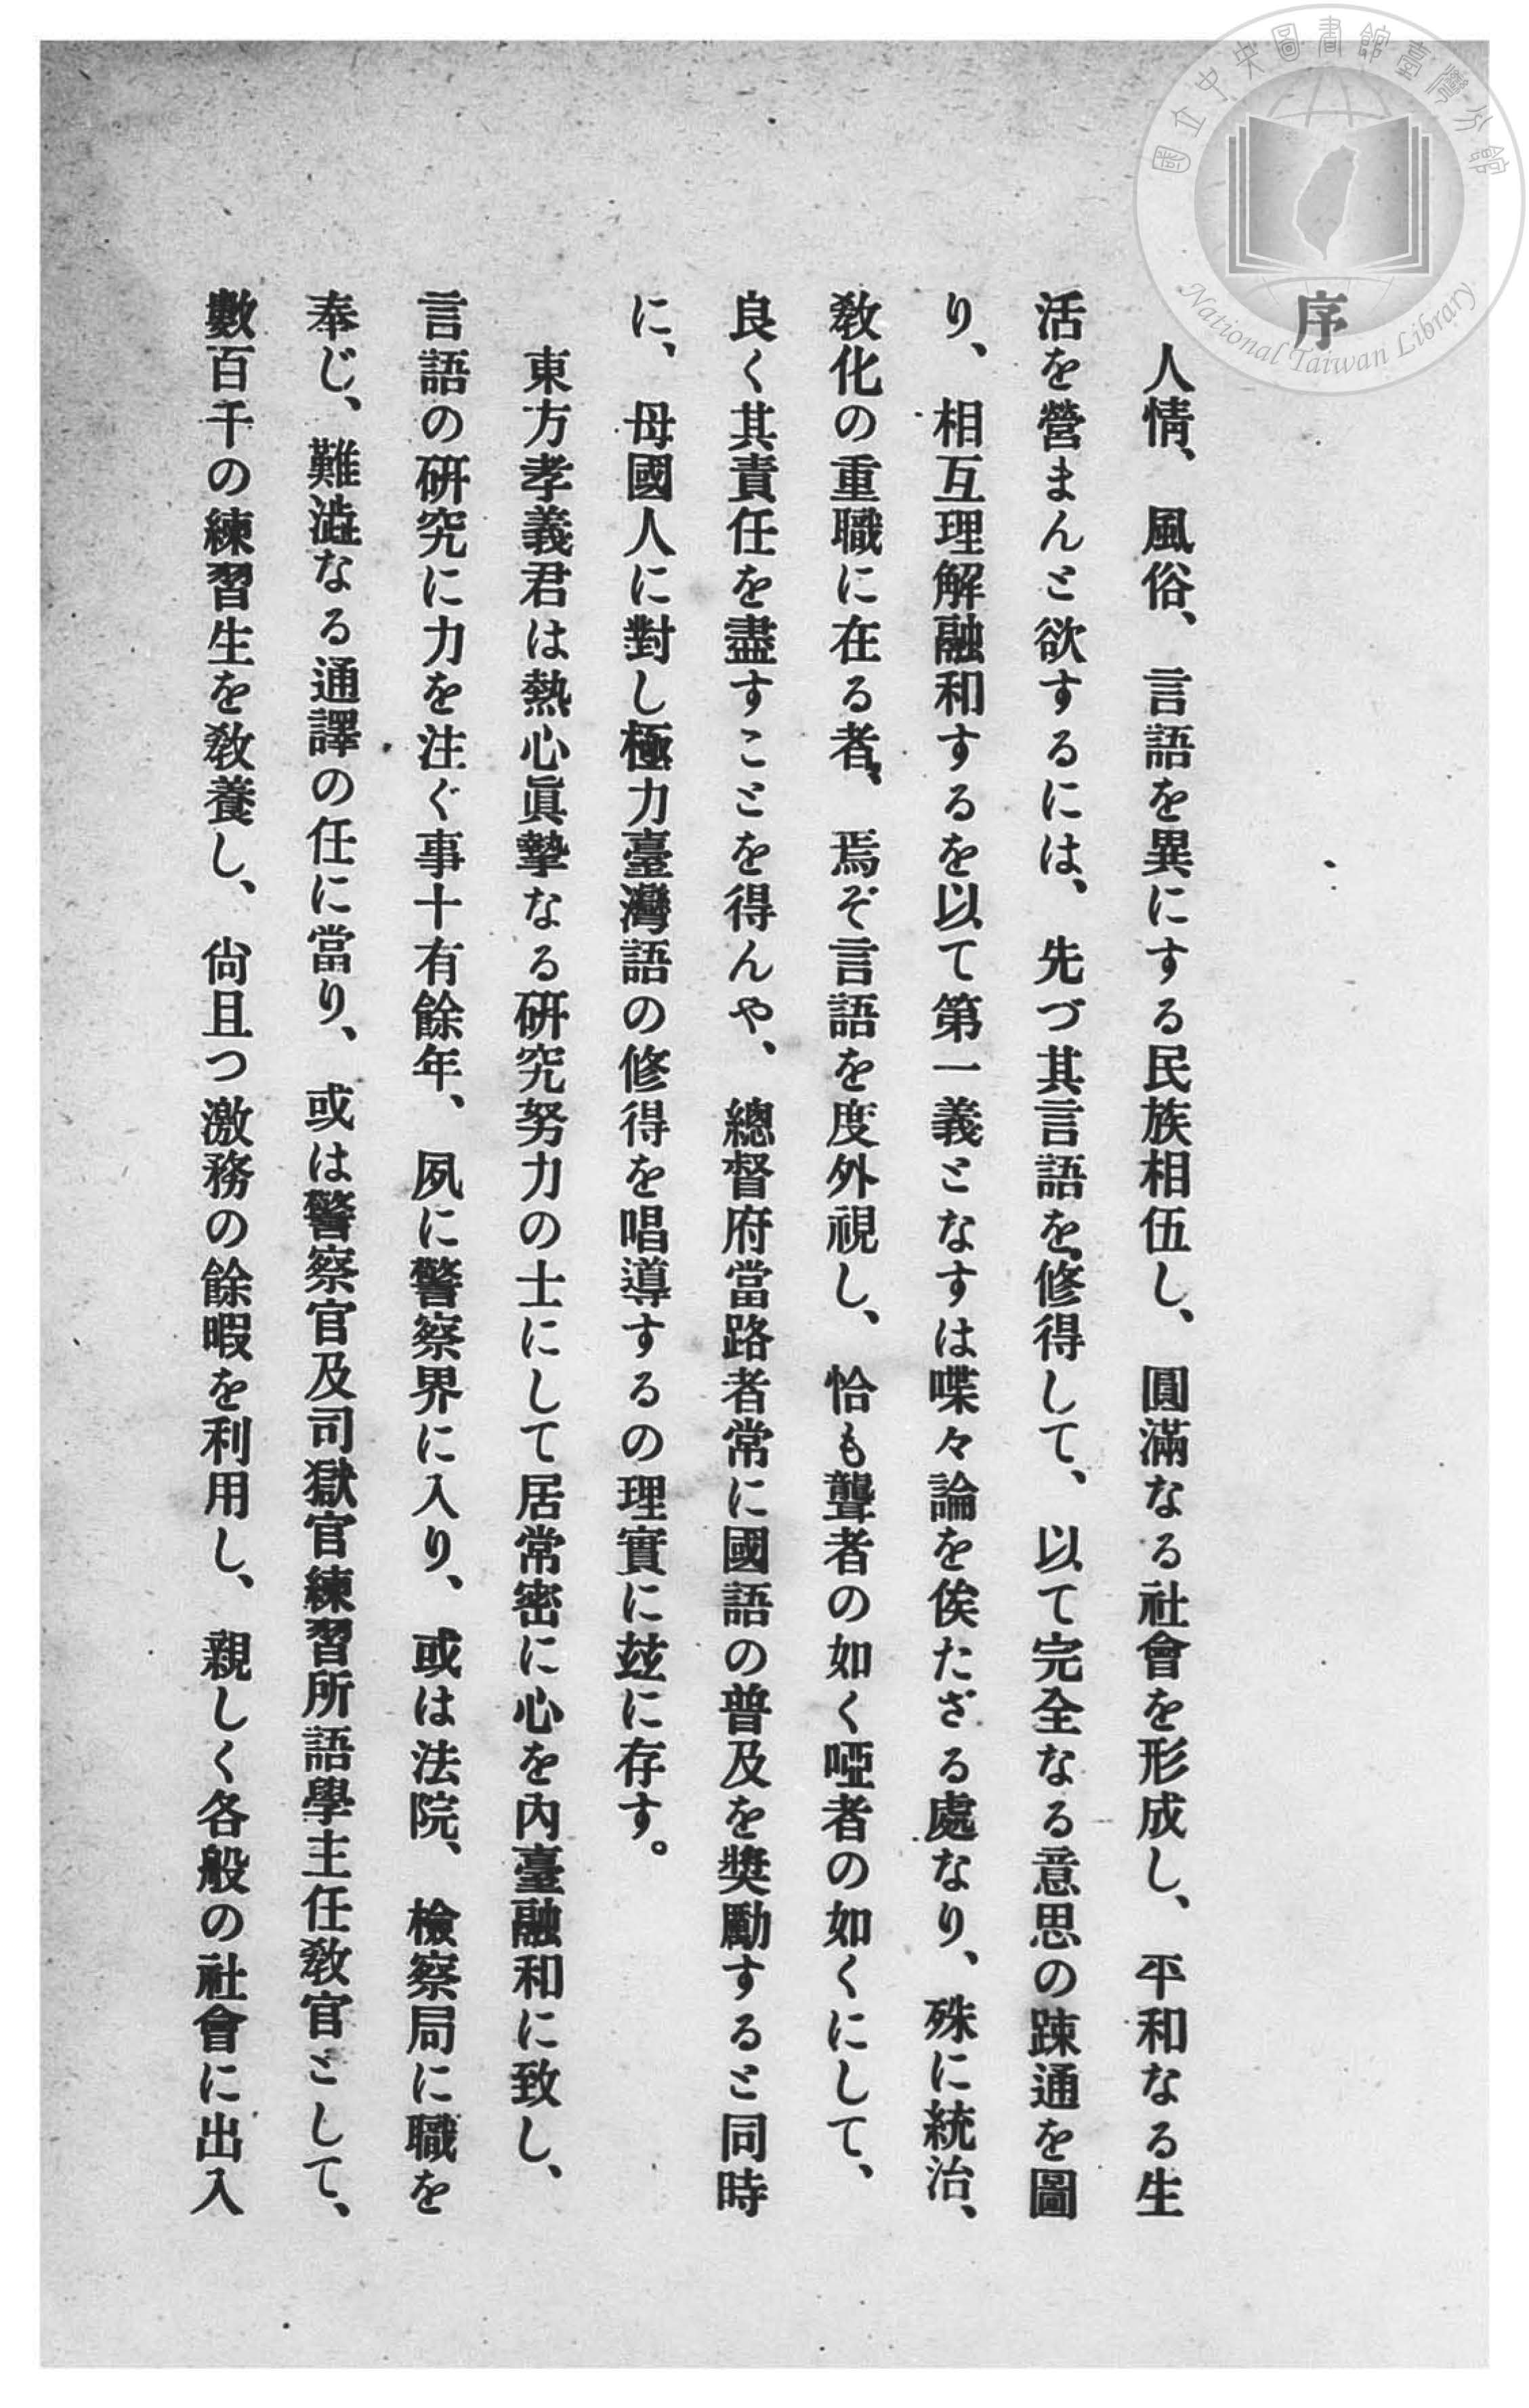 國立中央圖書館臺灣分館
National Taiwan Library
序
人情、風俗、言語を異にする民族相伍し、圓滿なる社會を形成し、平和なる生
活を營まんと欲するには、先づ其言語を修得して、以て完全なる意思の踈通を圖
り、相互理解融和するを以て第一義となすは喋々論を俟たざる處なり、殊に統治、
敎化の重職に在る者、焉ぞ言語を度外視し、恰も聾者の如く啞者の如くにして、
良く其責任を盡すことを得んや、總督府當路者常に國語の普及を奬勵すると同時
に、母國人に對し極力臺灣語の修得を唱導するの理實に玆に存す。
東方孝義君は熱心眞摯なる硏究努力の士にして居常密に心を內臺融和に致し、
言語の硏究に力を注ぐ事十有餘年、夙に警察界に入り、或は法院、檢察局に職を
奉じ、難澁なる通譯の任に當り、或は警察官及司獄官練習所語學主任敎官として、
數百千の練習生を敎養し、尙且つ激務の餘暇を利用し、親しく各般の社會に出入